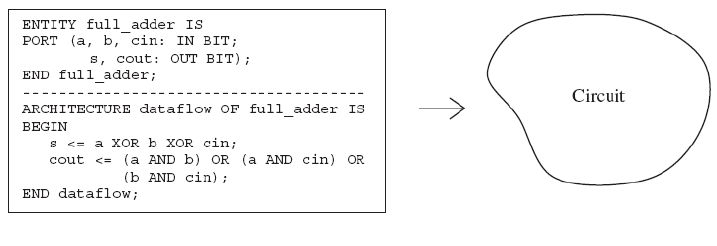 ENTITY full_adder IS
PORT (a, b, cin: IN BIT;
s, cout: OUT BIT);
END full_adder;
--------------------------------------
ARCHITECTURE dataflow OF full_adder IS
BEGIN
s <= a XOR b XOR cin;
cout <= (a AND b) OR (a AND cin) OR
(b AND cin);
END dataflow;
Circuit